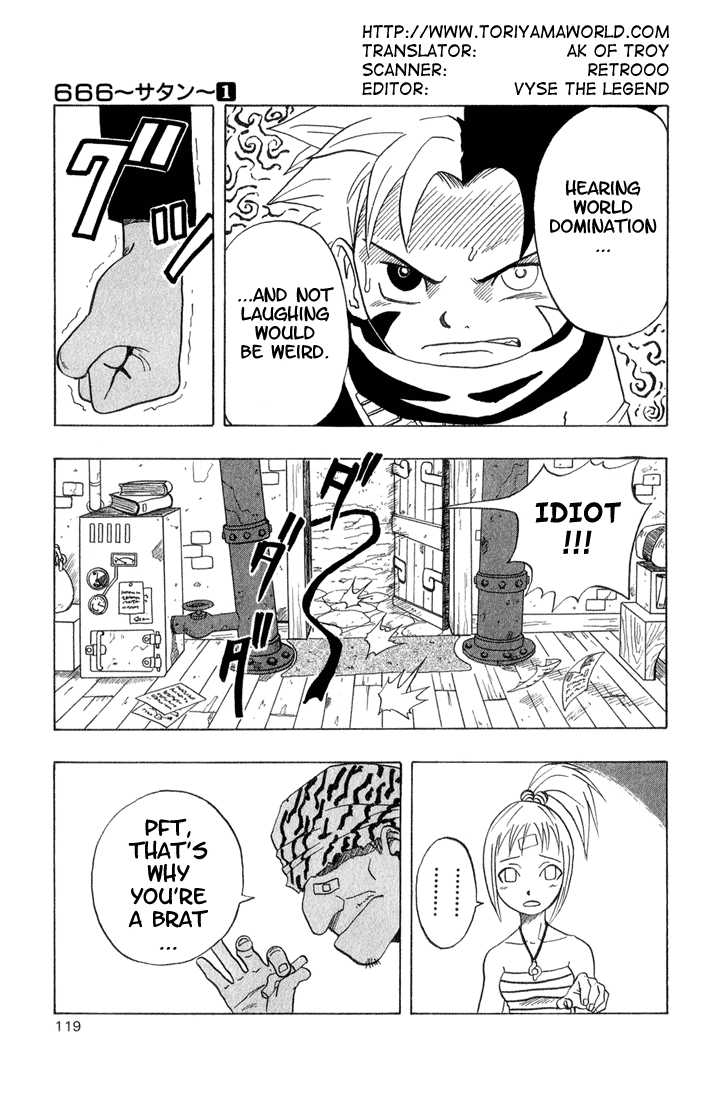 HTTP://WWW.TORIYAMAWORLD.COM
TRANSLATOR: AK OF TROY
SCANNER: RETROOO
EDITOR: VYSE THE LEGEND
666～サタン～1
HEARING
WORLD
DOMINATION
...
...AND NOT
LAUGHING
WOULD
BE WEIRD.
グッ
IDIOT
!!!
ダ
ダ
ダ
.........
.........
PFT,
THAT'S
WHY
YOU'RE
A BRAT
...
119